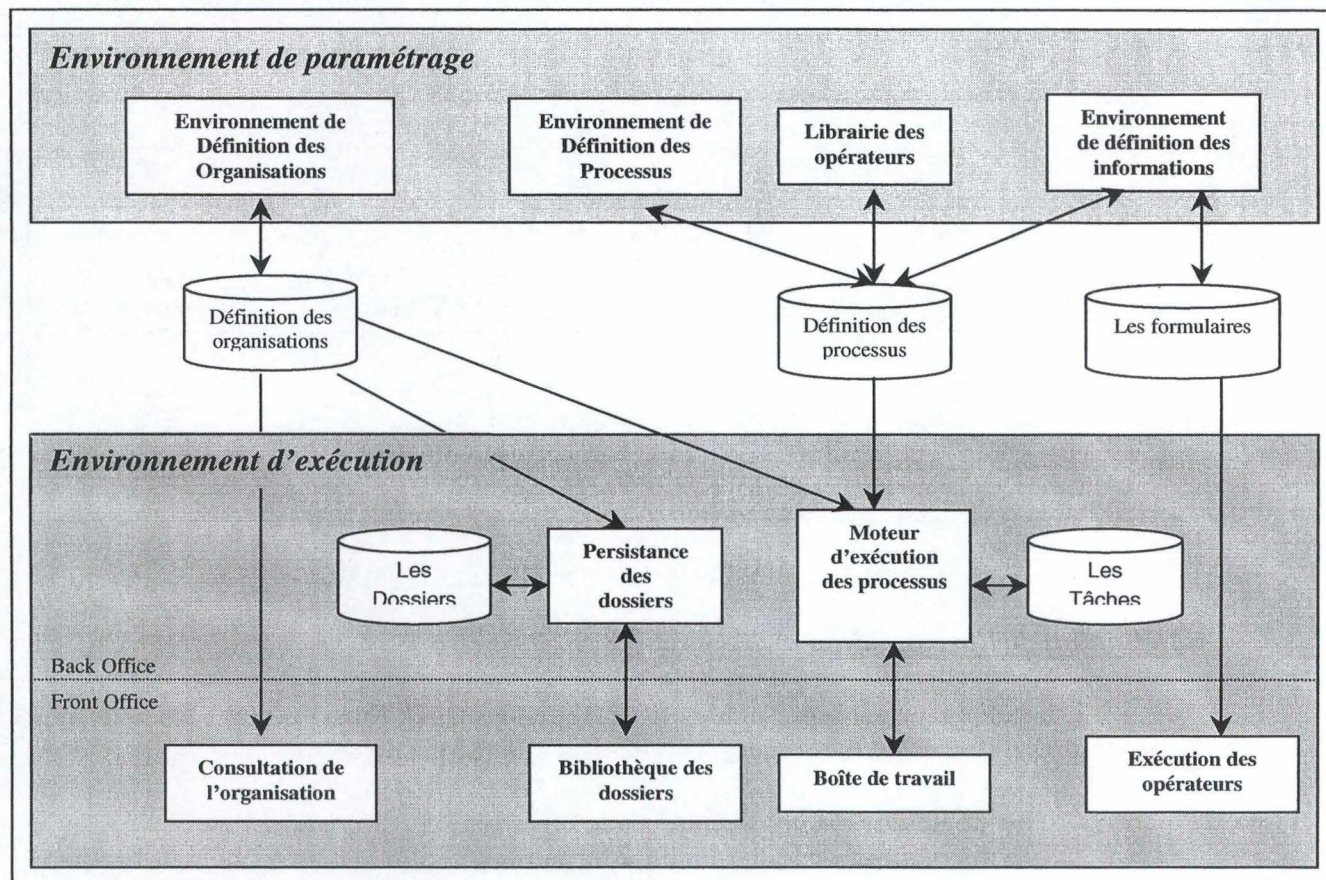 Environnement de paramétrage
Environnement de
Définition des
Organisations
Environnement de
Définition des
Processus
Librairie des
opérateurs
Environnement
de définition des
informations
Définition des
organisations
Définition des
processus
Les formulaires
Environnement d'exécution
Les
Dossiers
Persistance
des
dossiers
Moteur
d'exécution
des processus
Les
Tâches
Back Office
Front Office
Consultation de
l'organisation
Bibliothèque des
dossiers
Boîte de travail
Exécution des
opérateurs